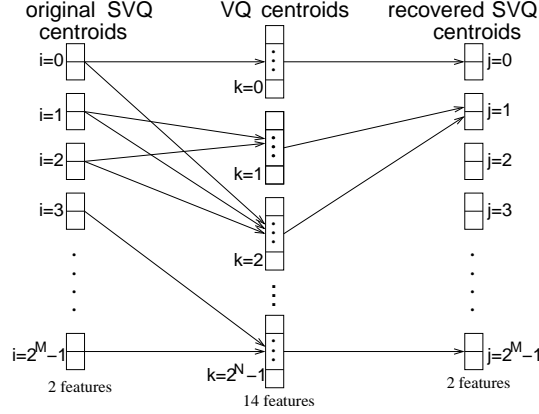 original SVQ centroids
VQ centroids
recovered SVQ centroids
i=0
i=1
i=2
i=3
i=2^M−1
2 features
k=0
k=1
k=2
k=2^N−1
14 features
j=0
j=1
j=2
j=3
j=2^M−1
2 features